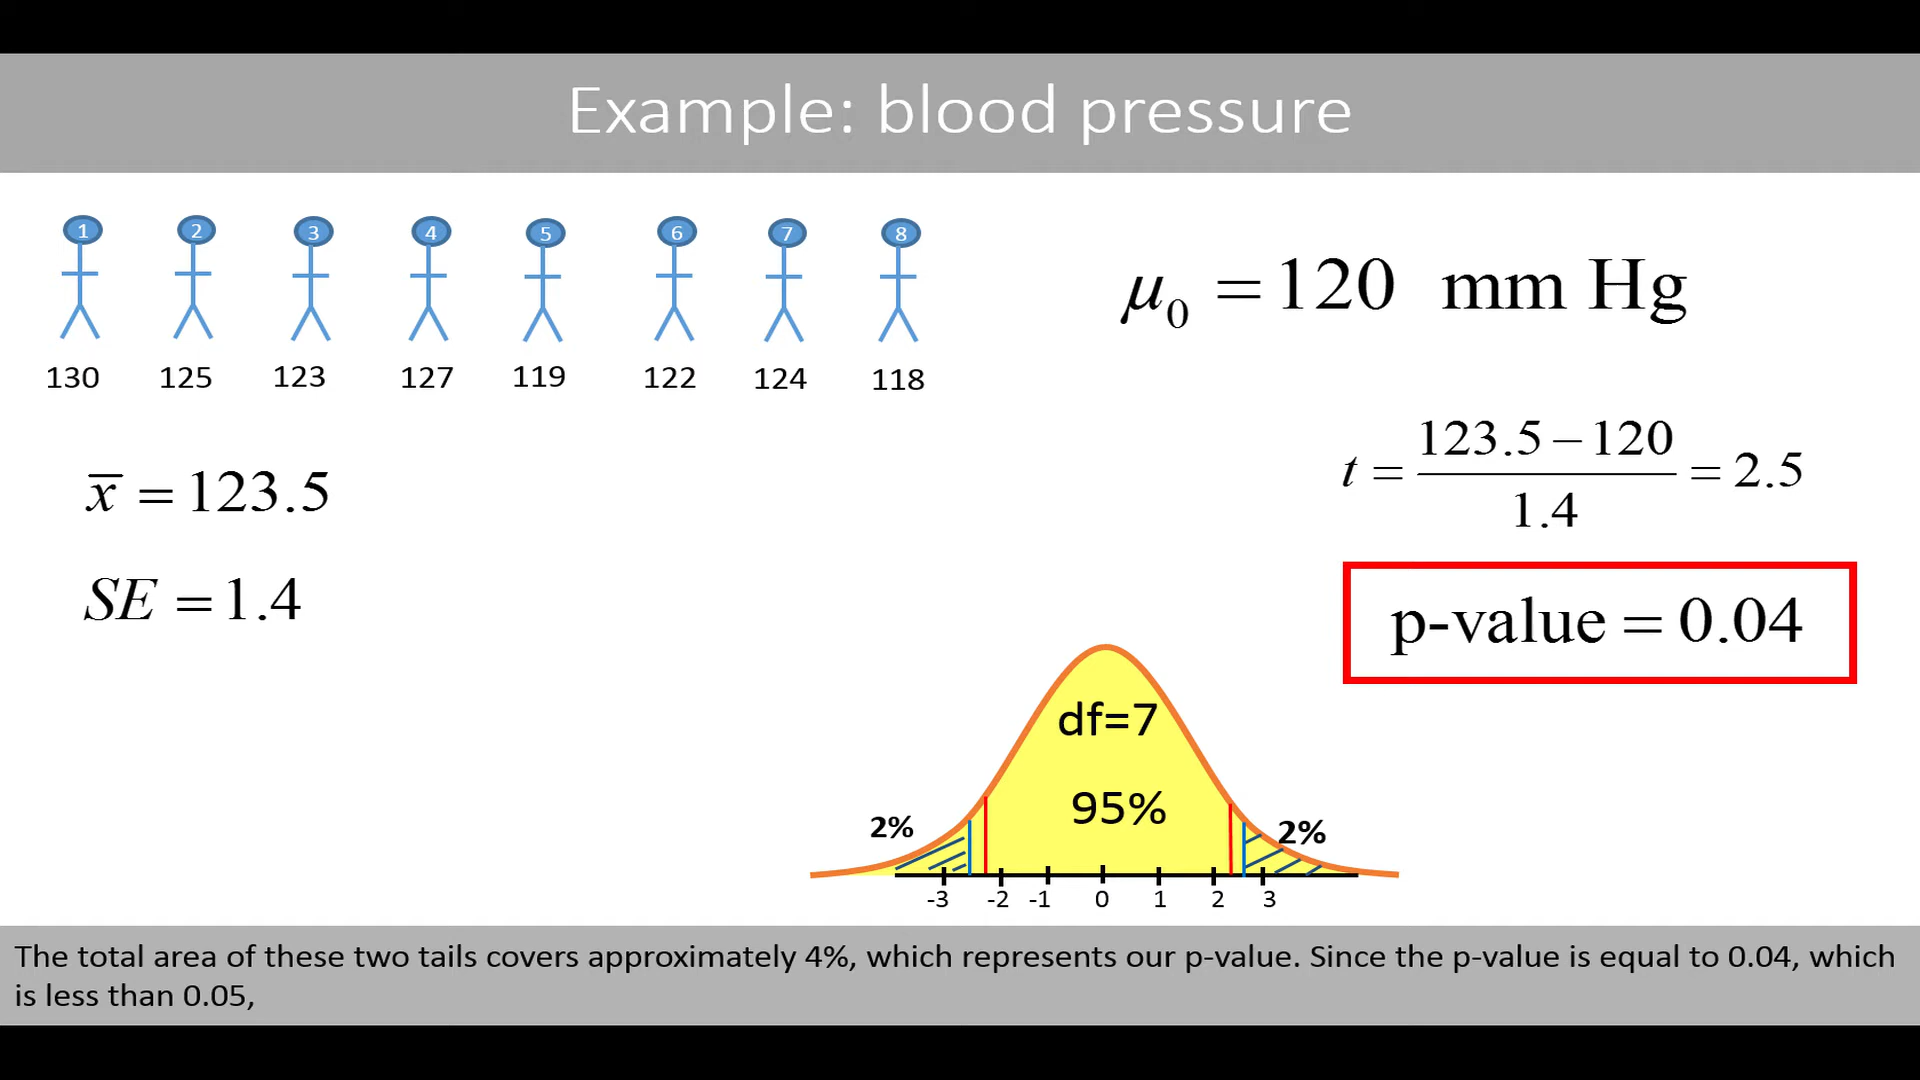 Example: blood pressure
1 2 3 4 5 6 7 8
130 125 123 127 119 122 124 118
μ₀ = 120 mm Hg
x̅ = 123.5
t = (123.5 – 120) / 1.4 = 2.5
SE = 1.4
p-value = 0.04
df=7
95%
2% 2%
-3 -2 -1 0 1 2 3
The total area of these two tails covers approximately 4%, which represents our p-value. Since the p-value is equal to 0.04, which
is less than 0.05,